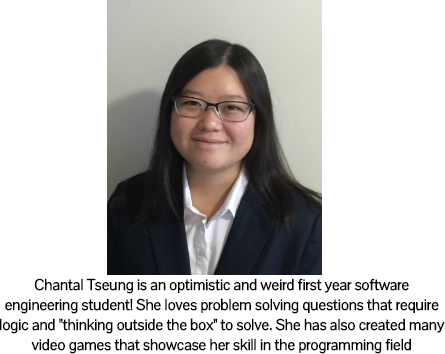 Chantal Tseung is an optimistic and weird first year software
engineering student! She loves problem solving questions that require
logic and "thinking outside the box" to solve. She has also created many
video games that showcase her skill in the programming field